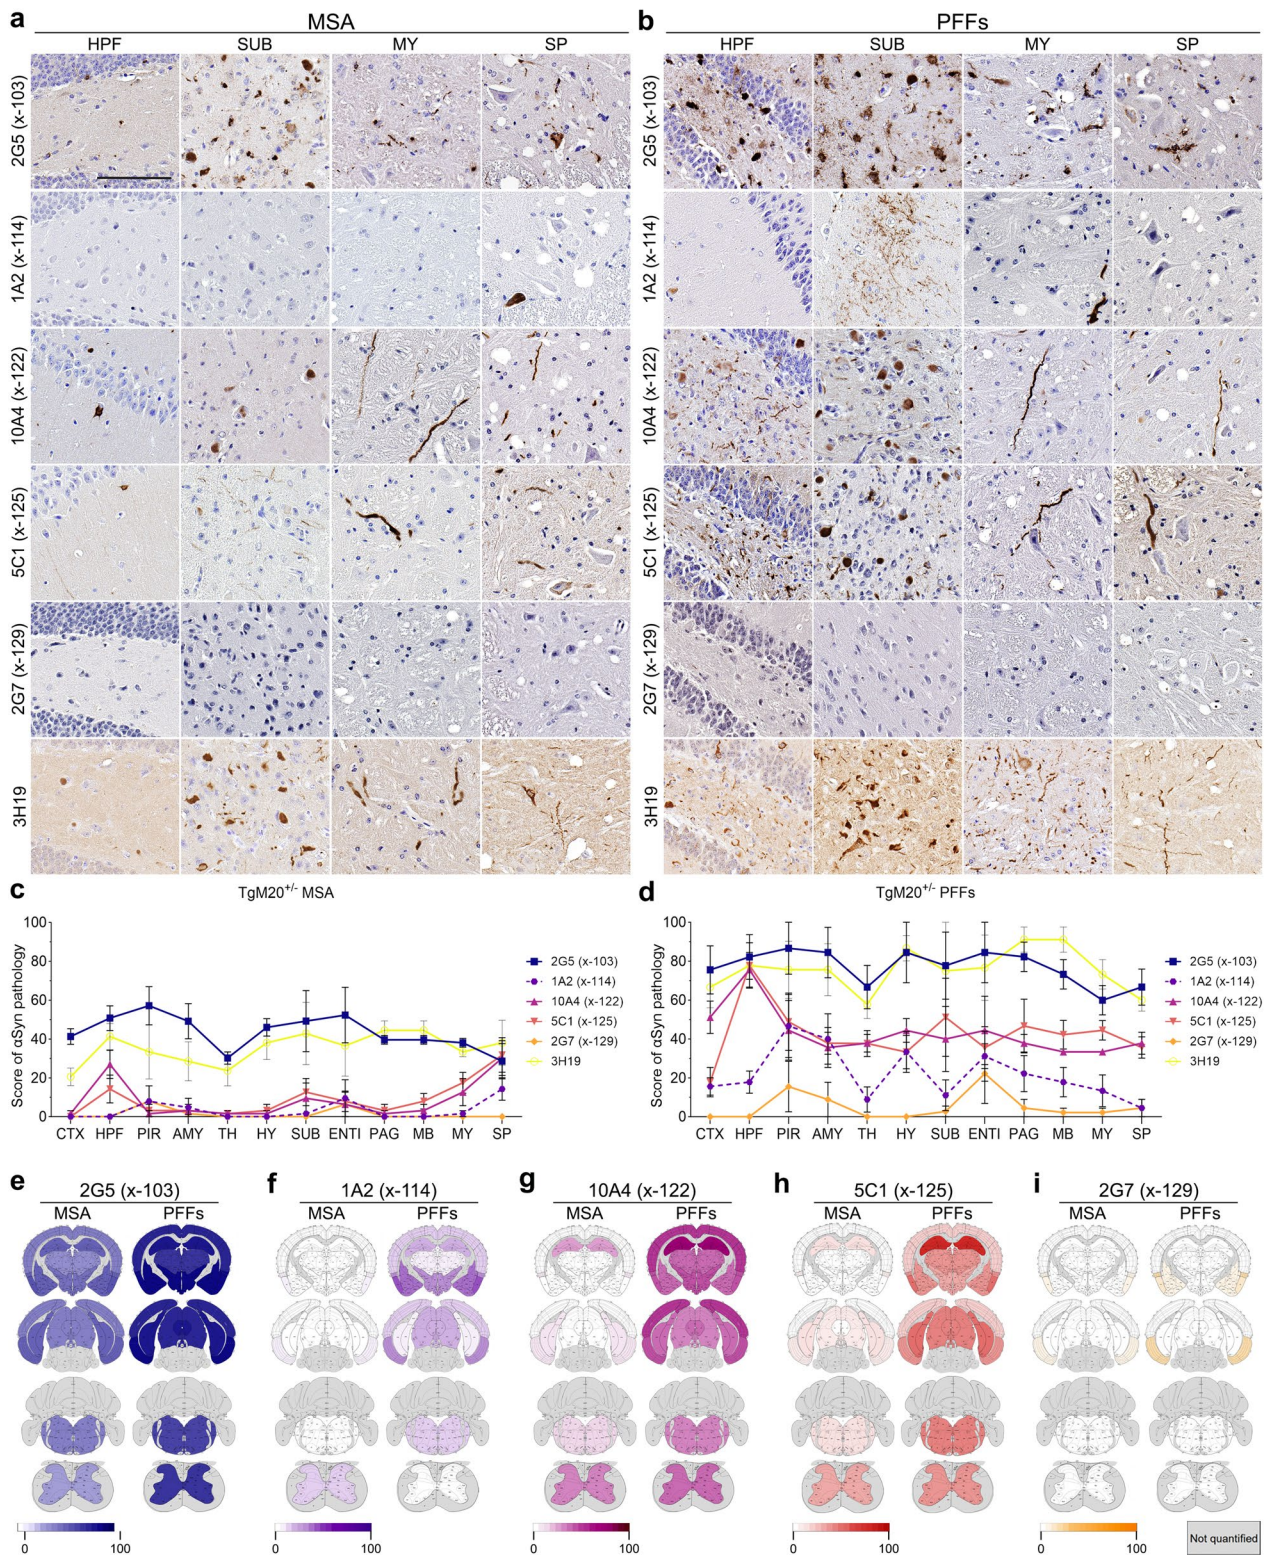 a
MSA
HPF SUB MY SP
2G5 (x-103)
1A2 (x-114)
10A4 (x-122)
5C1 (x-125)
2G7 (x-129)
3H19
b
PFFs
HPF SUB MY SP
2G5 (x-103)
1A2 (x-114)
10A4 (x-122)
5C1 (x-125)
2G7 (x-129)
3H19
c
TgM20+/- MSA
Score of αSyn pathology
100
80
60
40
20
0
CTX HPF PIR AMY TH HY SUB ENTI PAG MB MY SP
2G5 (x-103)
1A2 (x-114)
10A4 (x-122)
5C1 (x-125)
2G7 (x-129)
3H19
d
TgM20+/- PFFs
Score of αSyn pathology
100
80
60
40
20
0
CTX HPF PIR AMY TH HY SUB ENTI PAG MB MY SP
2G5 (x-103)
1A2 (x-114)
10A4 (x-122)
5C1 (x-125)
2G7 (x-129)
3H19
e
2G5 (x-103)
MSA PFFs
0 100
f
1A2 (x-114)
MSA PFFs
0 100
g
10A4 (x-122)
MSA PFFs
0 100
h
5C1 (x-125)
MSA PFFs
0 100
i
2G7 (x-129)
MSA PFFs
0 100
Not quantified